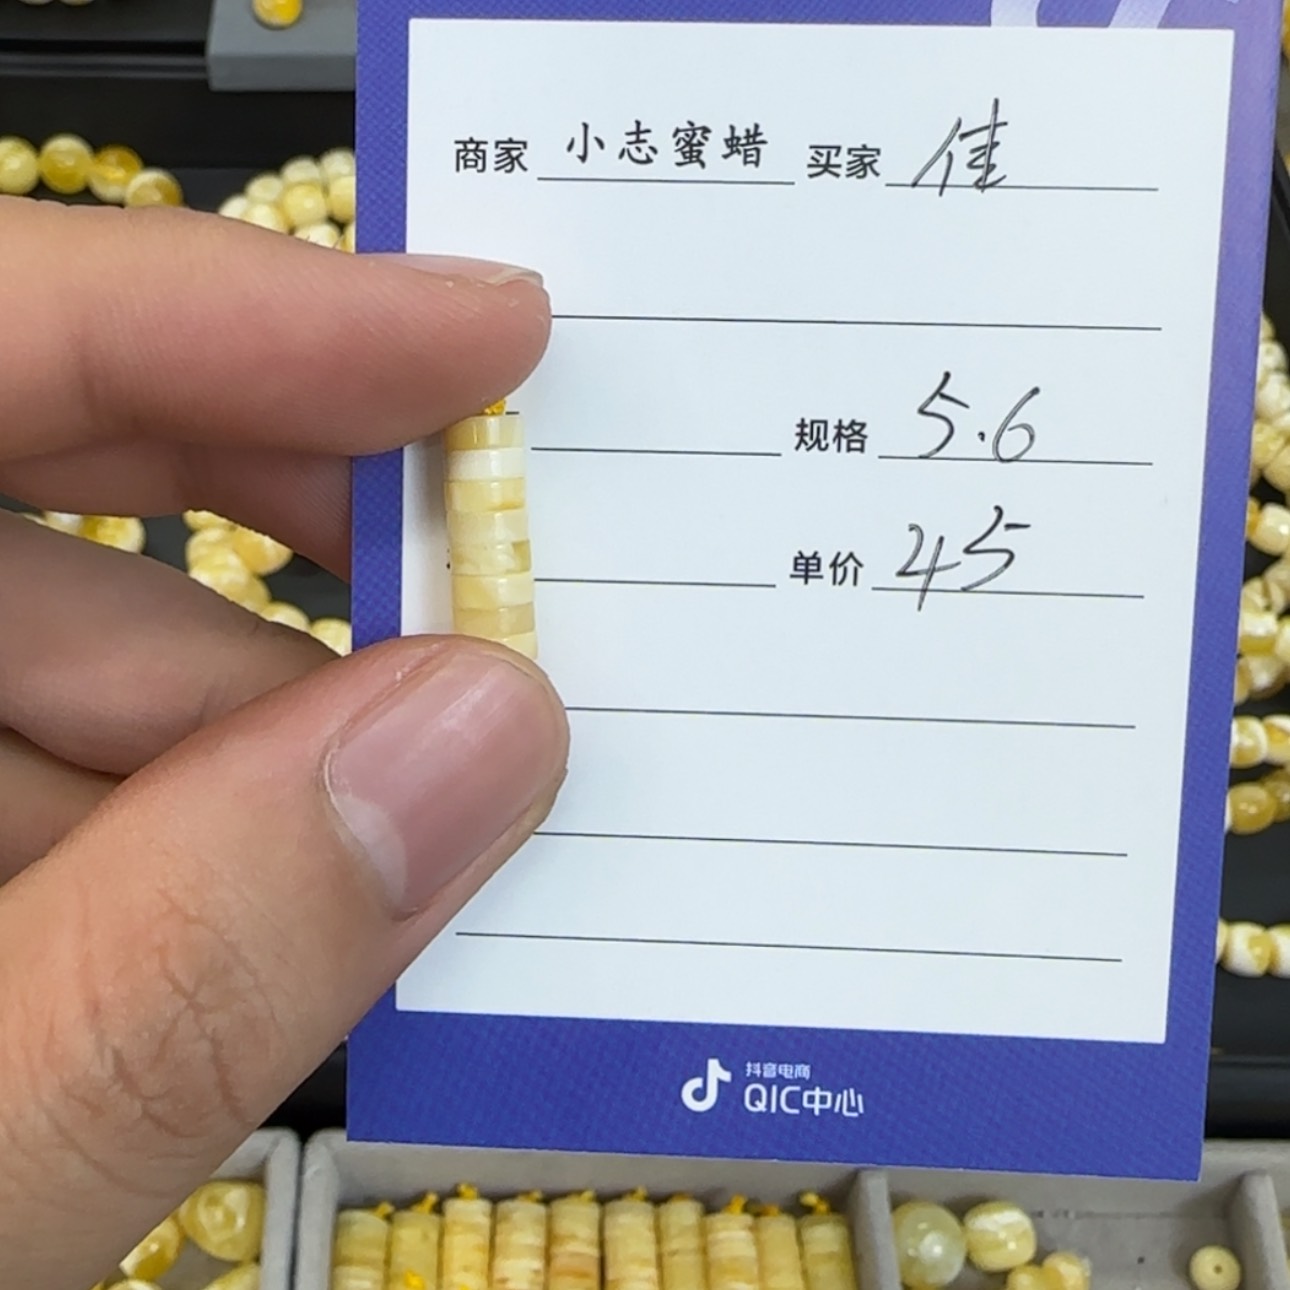 商家 小志蜜蜡 买家 佳
规格 5.6
单价 45
抖音电商
QIC中心